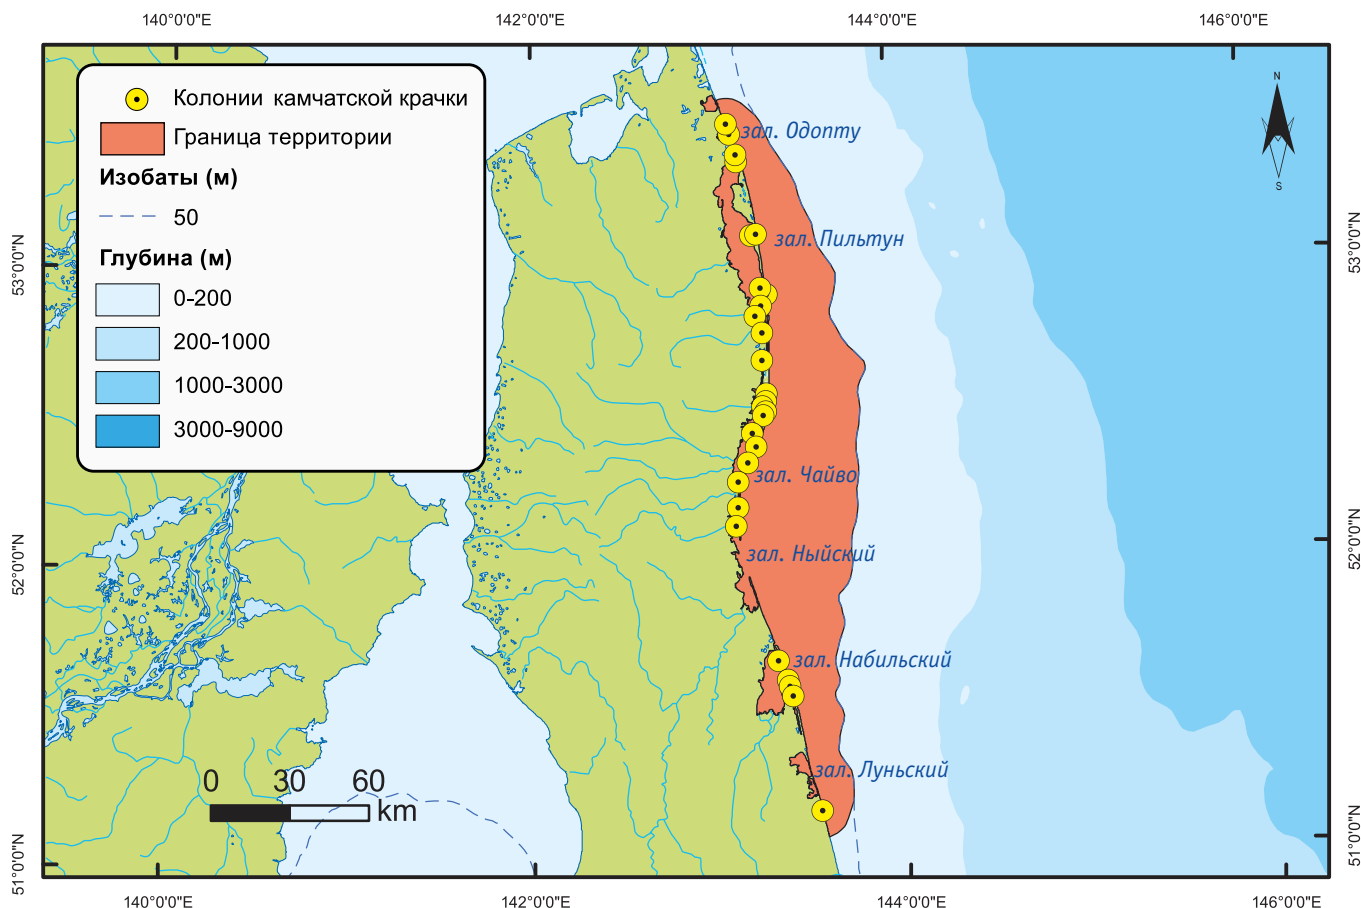 140°0'0"E
142°0'0"E
144°0'0"E
146°0'0"E
Колонии камчатской крачки
Граница территории
Изобаты (м)
50
Глубина (м)
0-200
200-1000
1000-3000
3000-9000
N
S
зал. Одопту
зал. Пильтун
зал. Чайво
зал. Ныйский
зал. Набильский
зал. Луньский
53°0'0"N
53°0'0"N
52°0'0"N
52°0'0"N
51°0'0"N
51°0'0"N
0 30 60
km
140°0'0"E
142°0'0"E
144°0'0"E
146°0'0"E